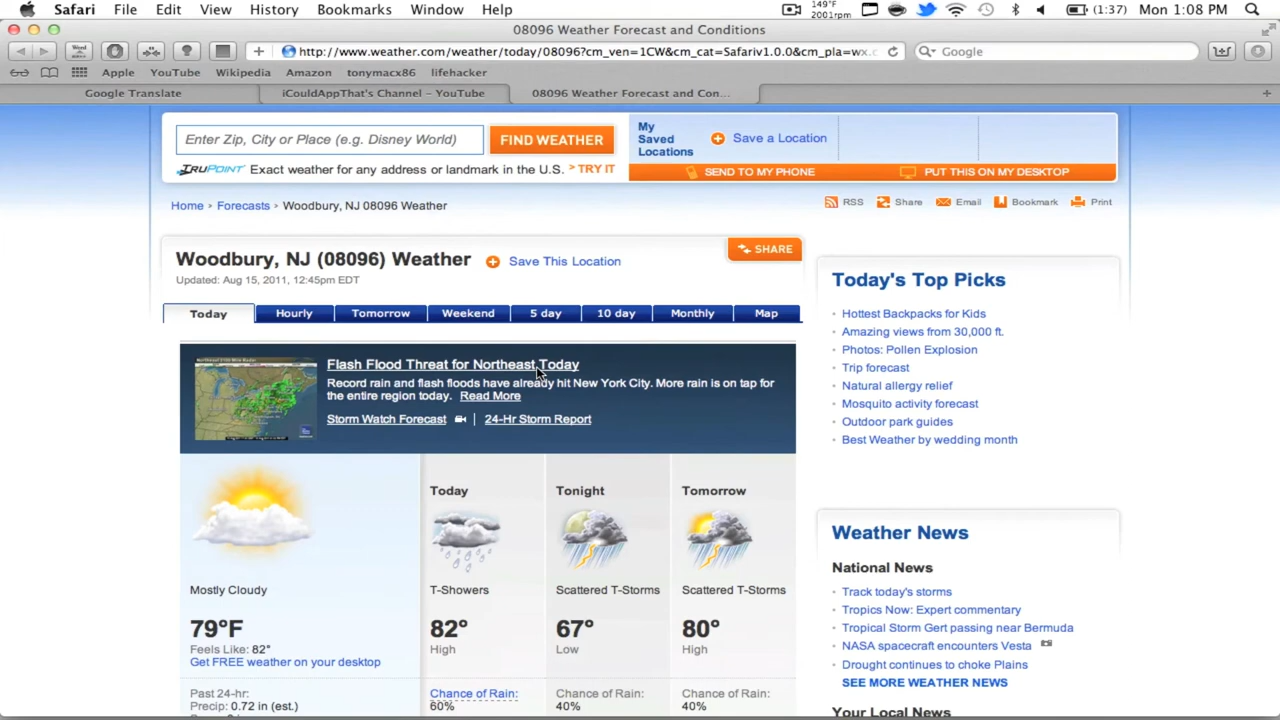 Safari File Edit View History Bookmarks Window Help 149°F 2001rpm (1:37) Mon 1:08 PM
08096 Weather Forecast and Conditions
http://www.weather.com/weather/today/08096?cm_ven=1CW&cm_cat=Safariv1.0.0&cm_pla=wx.c Google
Apple YouTube Wikipedia Amazon tonymacx86 lifehacker
Google Translate iCouldAppThat's Channel – YouTube 08096 Weather Forecast and Con...
Enter Zip, City or Place (e.g. Disney World) FIND WEATHER
My Saved Locations Save a Location
TRUPOINT Exact weather for any address or landmark in the U.S. > TRY IT
SEND TO MY PHONE PUT THIS ON MY DESKTOP
Home > Forecasts > Woodbury, NJ 08096 Weather
RSS Share Email Bookmark Print
Woodbury, NJ (08096) Weather Save This Location SHARE
Updated: Aug 15, 2011, 12:45pm EDT
Today Hourly Tomorrow Weekend 5 day 10 day Monthly Map
Flash Flood Threat for Northeast Today
Record rain and flash floods have already hit New York City. More rain is on tap for
the entire region today. Read More
Storm Watch Forecast | 24-Hr Storm Report
Today Tonight Tomorrow
Mostly Cloudy T-Showers Scattered T-Storms Scattered T-Storms
79°F 82° 67° 80°
Feels Like: 82° High Low High
Get FREE weather on your desktop
Past 24-hr: Chance of Rain: Chance of Rain: Chance of Rain:
Precip: 0.72 in (est.) 60% 40% 40%
Today's Top Picks
Hottest Backpacks for Kids
Amazing views from 30,000 ft.
Photos: Pollen Explosion
Trip forecast
Natural allergy relief
Mosquito activity forecast
Outdoor park guides
Best Weather by wedding month
Weather News
National News
Track today's storms
Tropics Now: Expert commentary
Tropical Storm Gert passing near Bermuda
NASA spacecraft encounters Vesta
Drought continues to choke Plains
SEE MORE WEATHER NEWS
Your Local News